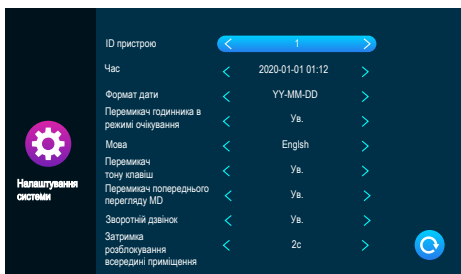 ID пристрою
1
Час
2020-01-01 01:12
Формат дати
YY-MM-DD
Перемикач годинника в
режимі очікування
Ув.
Мова
Englsh
Перемикач
тону клавіш
Ув.
Перемикач попереднього
перегляду MD
Ув.
Зворотній дзвінок
Ув.
Затримка
розблокування
всередині приміщення
2с
Налаштування
системи